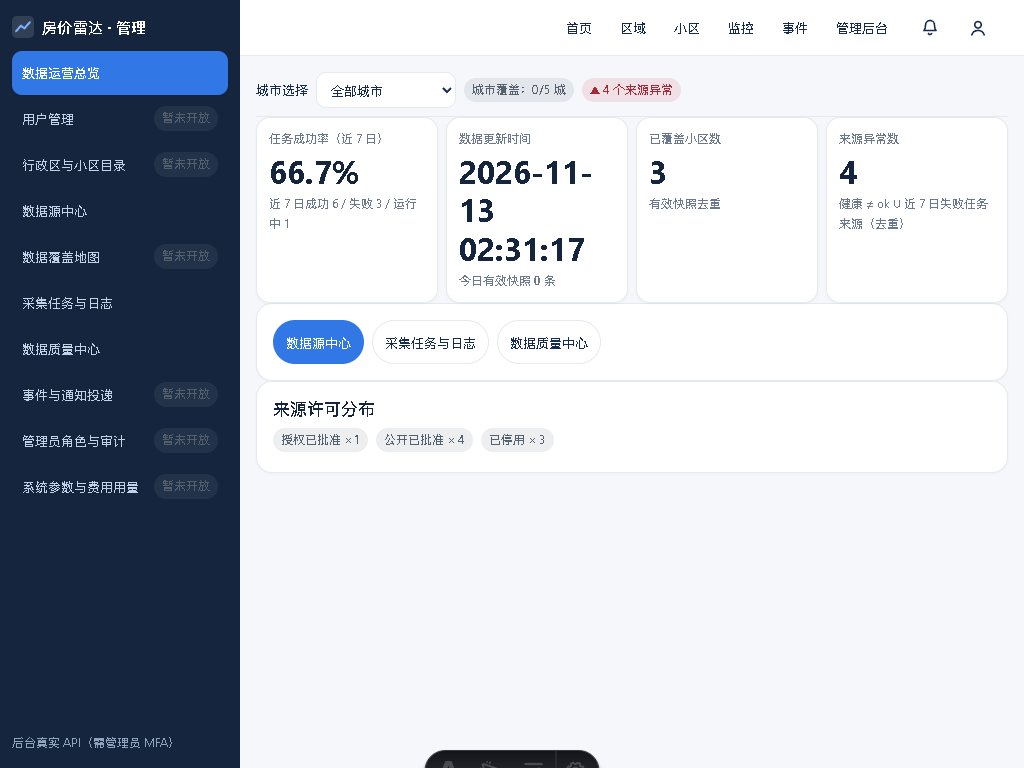 房价雷达 - 管理
首页
区域
小区
监控
事件
管理后台
数据运营总览
用户管理
暂未开放
行政区与小区目录
暂未开放
数据源中心
数据覆盖地图
暂未开放
采集任务与日志
数据质量中心
事件与通知投递
暂未开放
管理员角色与审计
暂未开放
系统参数与费用用量
暂未开放
后台真实 API（需管理员 MFA）
城市选择
全部城市
城市覆盖：0/5 城
▲4 个来源异常
任务成功率（近 7 日）
66.7%
近 7 日成功 6 / 失败 3 / 运行
中 1
数据更新时间
2026-11-
13
02:31:17
今日有效快照 0 条
已覆盖小区数
3
有效快照去重
来源异常数
4
健康 ≠ ok ∪ 近 7 日失败任务
来源（去重）
数据源中心
采集任务与日志
数据质量中心
来源许可分布
授权已批准 × 1
公开已批准 × 4
已停用 × 3